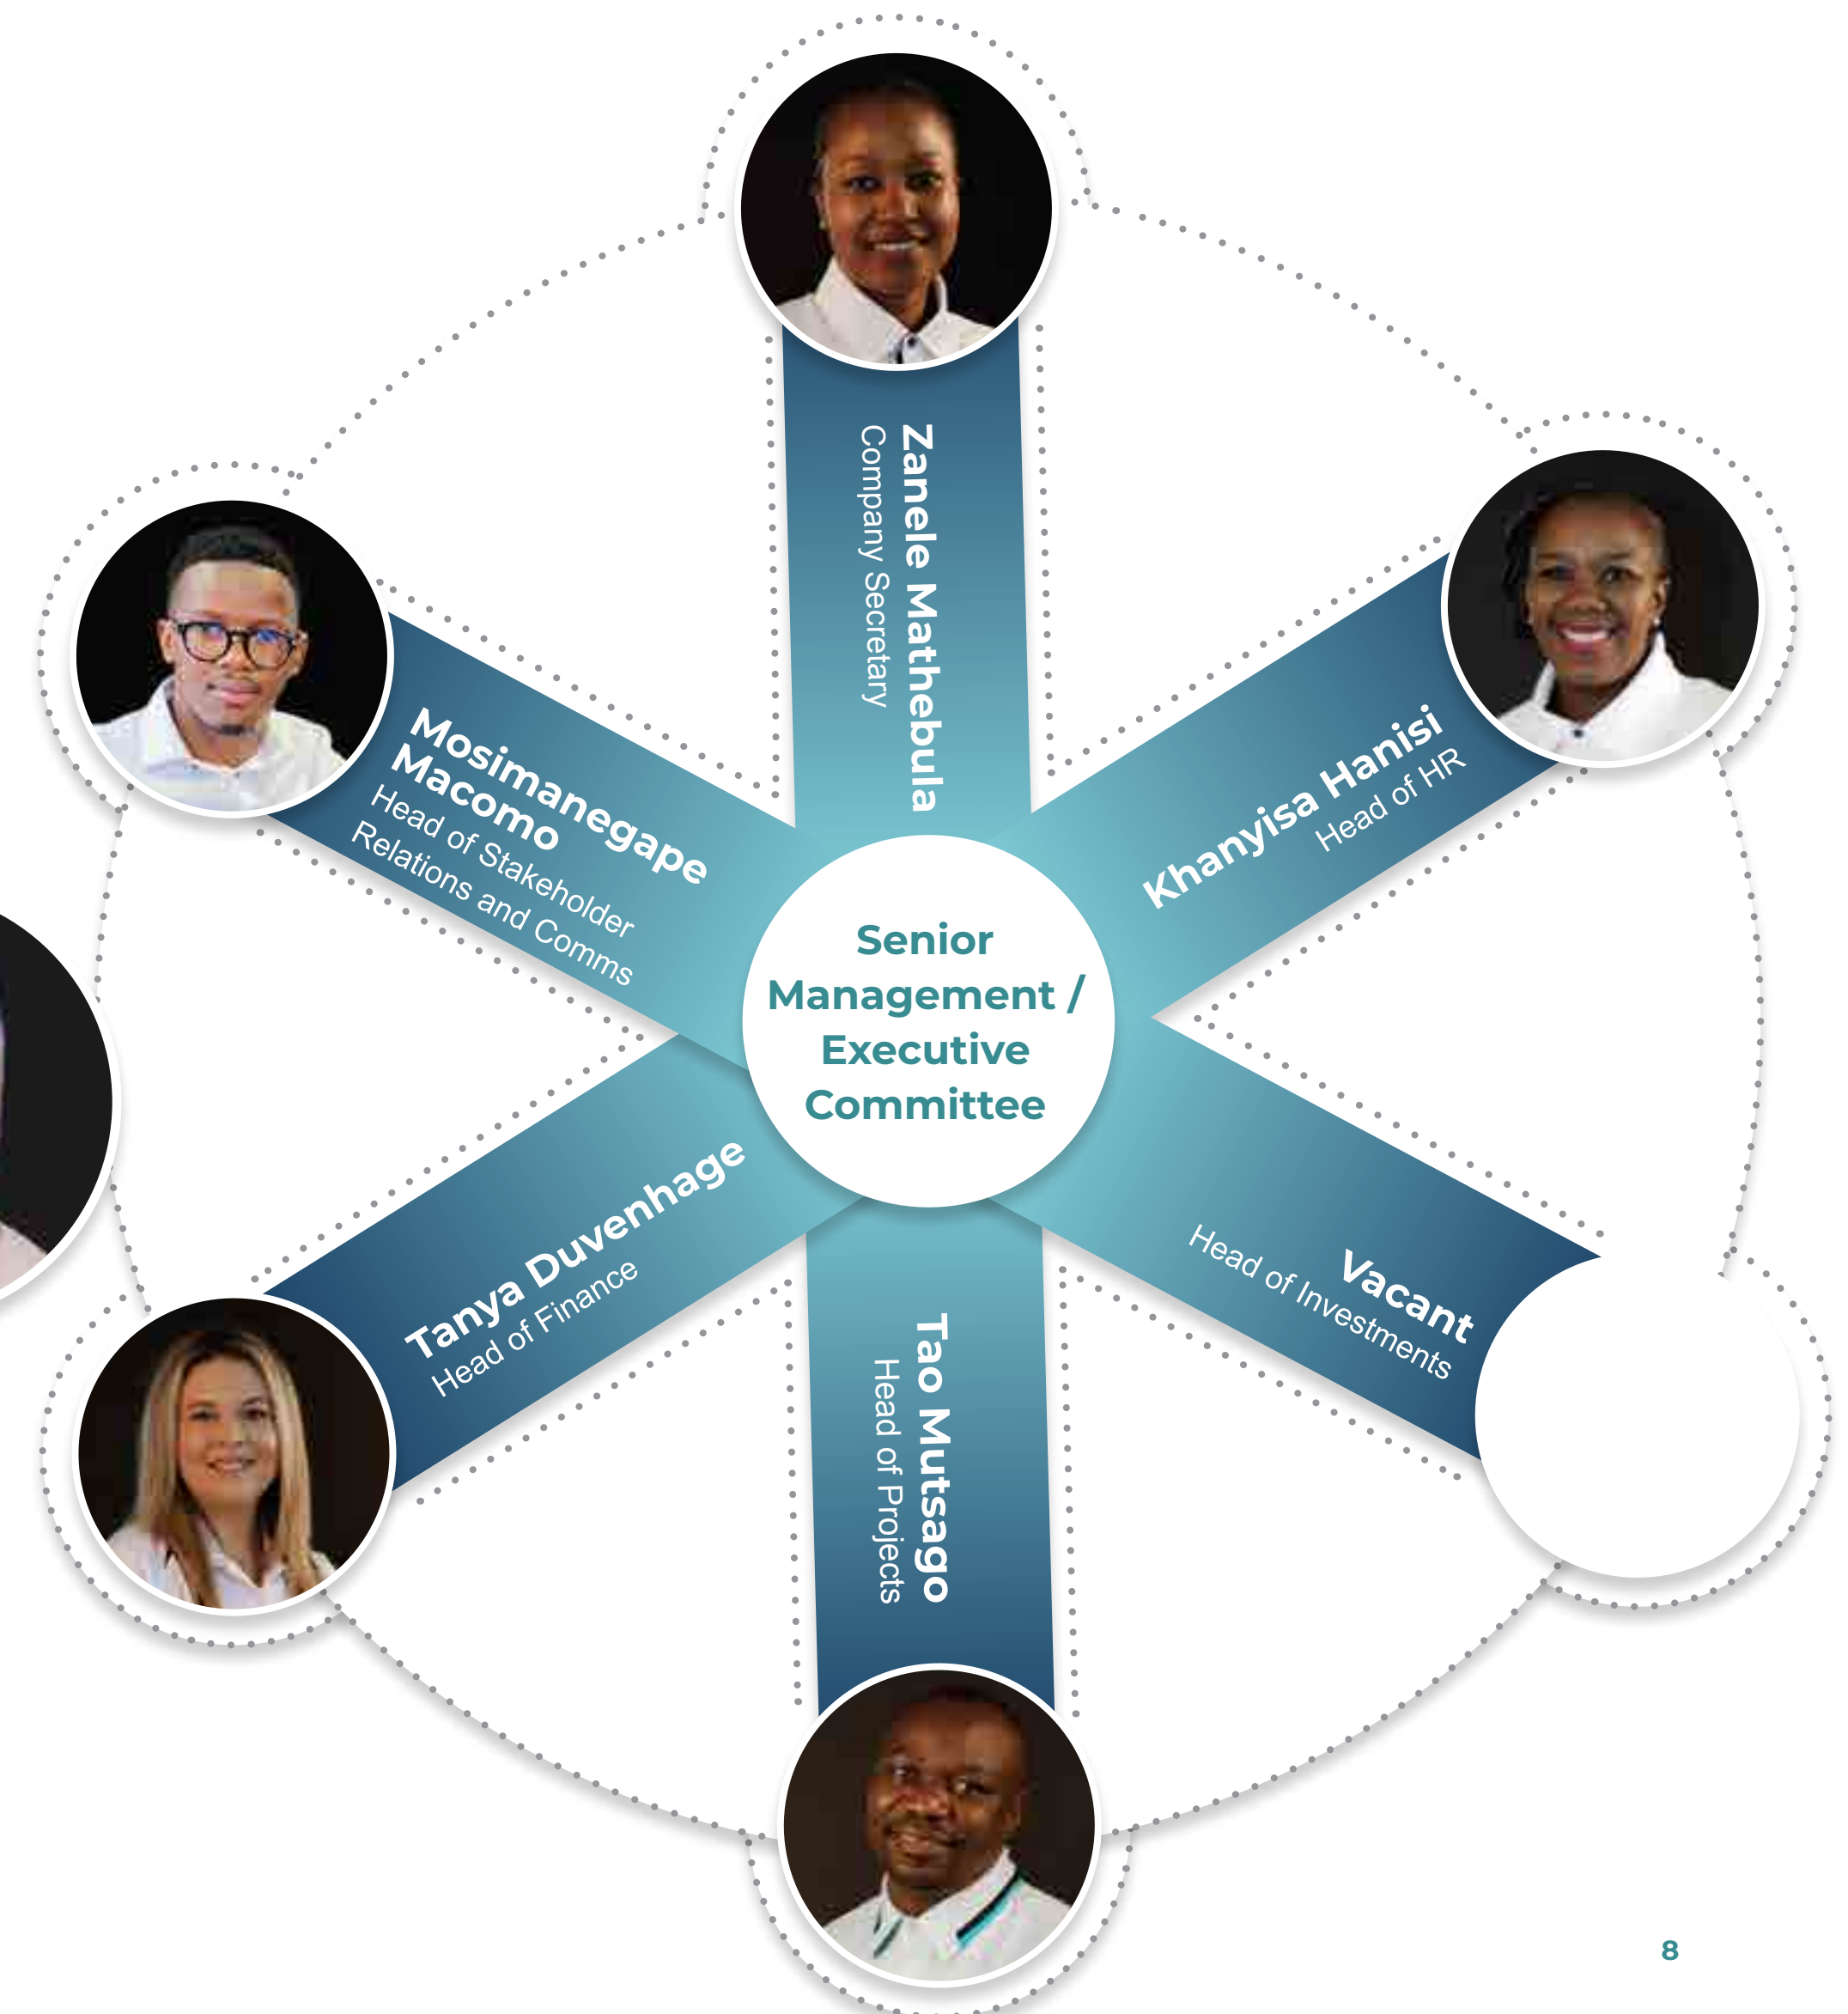 Zanele Mathebula
Company Secretary
Khanyisa Hanisi
Head of HR
Mosimanegape
Macomo
Head of Stakeholder
Relations and Comms
Senior
Management /
Executive
Committee
Tanya Duvenhage
Head of Finance
Vacant
Head of Investments
Tao Mutsago
Head of Projects
8